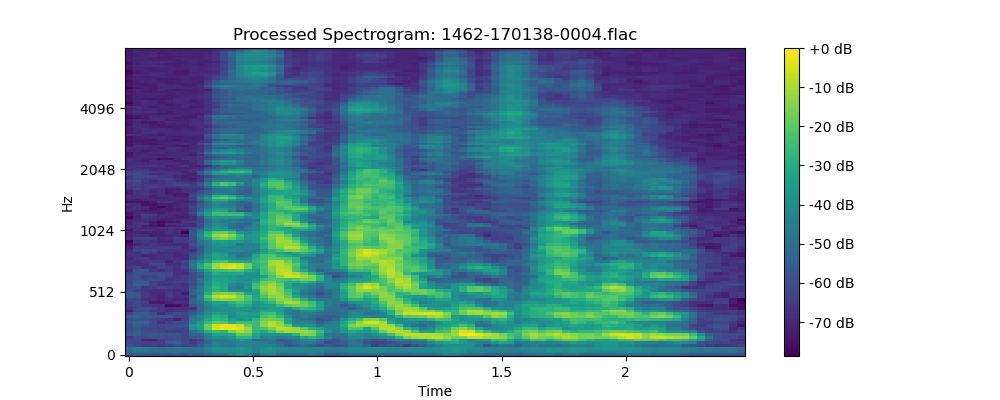 Processed Spectrogram: 1462-170138-0004.flac
Hz
4096
2048
1024
512
0
0
0.5
1
1.5
2
Time
+0 dB
-10 dB
-20 dB
-30 dB
-40 dB
-50 dB
-60 dB
-70 dB